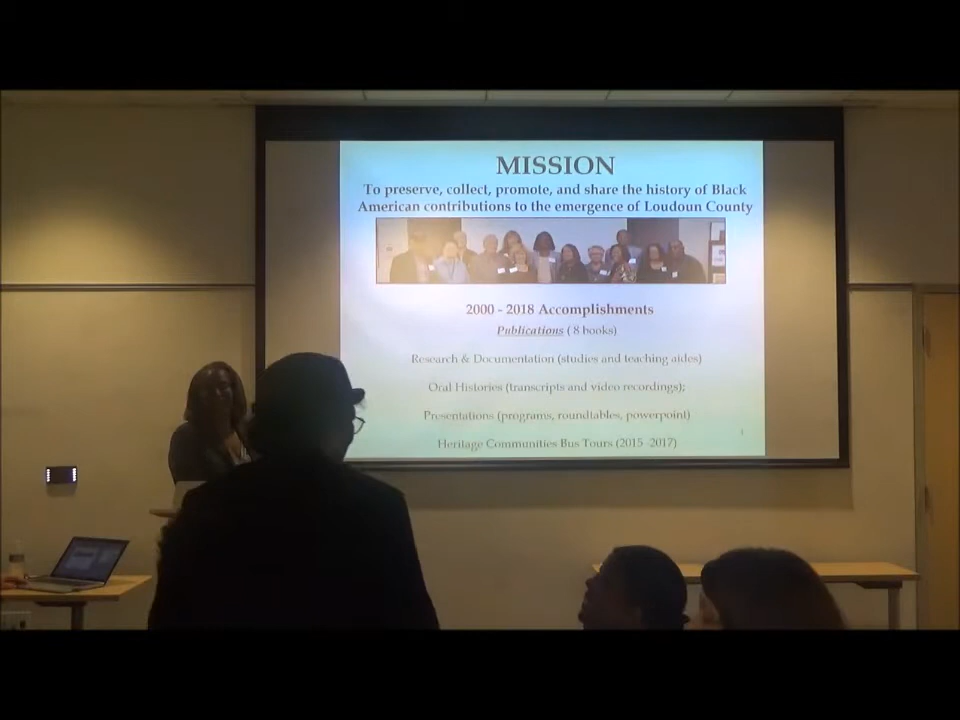 MISSION
To preserve, collect, promote, and share the history of Black
American contributions to the emergence of Loudoun County
2000 - 2018 Accomplishments
Publications ( 8 books)
Research & Documentation (studies and teaching aides)
Oral Histories (transcripts and video recordings);
Presentations (programs, roundtables, powerpoint)
Heritage Communities Bus Tours (2015 -2017)